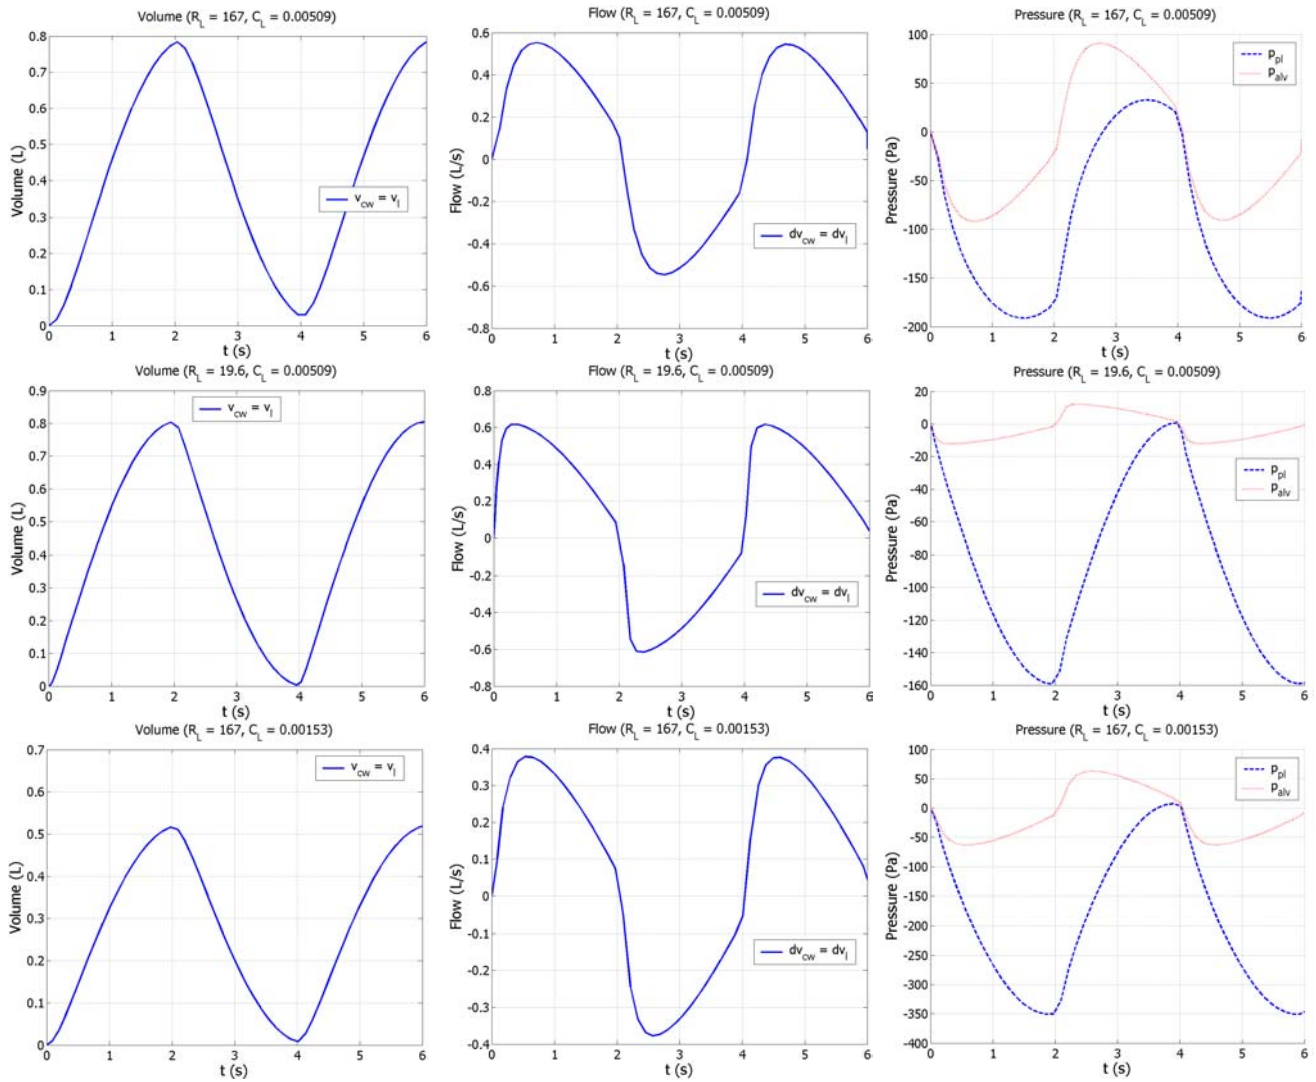 Volume (R_L = 167, C_L = 0.00509)
Volume (L)
0.8
0.7
0.6
0.5
0.4
0.3
0.2
0.1
0
v_cw = v_l
0 1 2 3 4 5 6
t (s)
Flow (R_L = 167, C_L = 0.00509)
Flow (L/s)
0.6
0.4
0.2
0
-0.2
-0.4
-0.6
-0.8
dv_cw = dv_l
0 1 2 3 4 5 6
t (s)
Pressure (R_L = 167, C_L = 0.00509)
Pressure (Pa)
100
50
0
-50
-100
-150
-200
p_pl
p_alv
0 1 2 3 4 5 6
t (s)
Volume (R_L = 19.6, C_L = 0.00509)
Volume (L)
0.9
0.8
0.7
0.6
0.5
0.4
0.3
0.2
0.1
0
v_cw = v_l
0 1 2 3 4 5 6
t (s)
Flow (R_L = 19.6, C_L = 0.00509)
Flow (L/s)
0.8
0.6
0.4
0.2
0
-0.2
-0.4
-0.6
-0.8
dv_cw = dv_l
0 1 2 3 4 5 6
t (s)
Pressure (R_L = 19.6, C_L = 0.00509)
Pressure (Pa)
20
0
-20
-40
-60
-80
-100
-120
-140
-160
p_pl
p_alv
0 1 2 3 4 5 6
t (s)
Volume (R_L = 167, C_L = 0.00153)
Volume (L)
0.7
0.6
0.5
0.4
0.3
0.2
0.1
0
v_cw = v_l
0 1 2 3 4 5 6
t (s)
Flow (R_L = 167, C_L = 0.00153)
Flow (L/s)
0.4
0.3
0.2
0.1
0
-0.1
-0.2
-0.3
-0.4
dv_cw = dv_l
0 1 2 3 4 5 6
t (s)
Pressure (R_L = 167, C_L = 0.00153)
Pressure (Pa)
100
50
0
-50
-100
-150
-200
-250
-300
-350
-400
p_pl
p_alv
0 1 2 3 4 5 6
t (s)